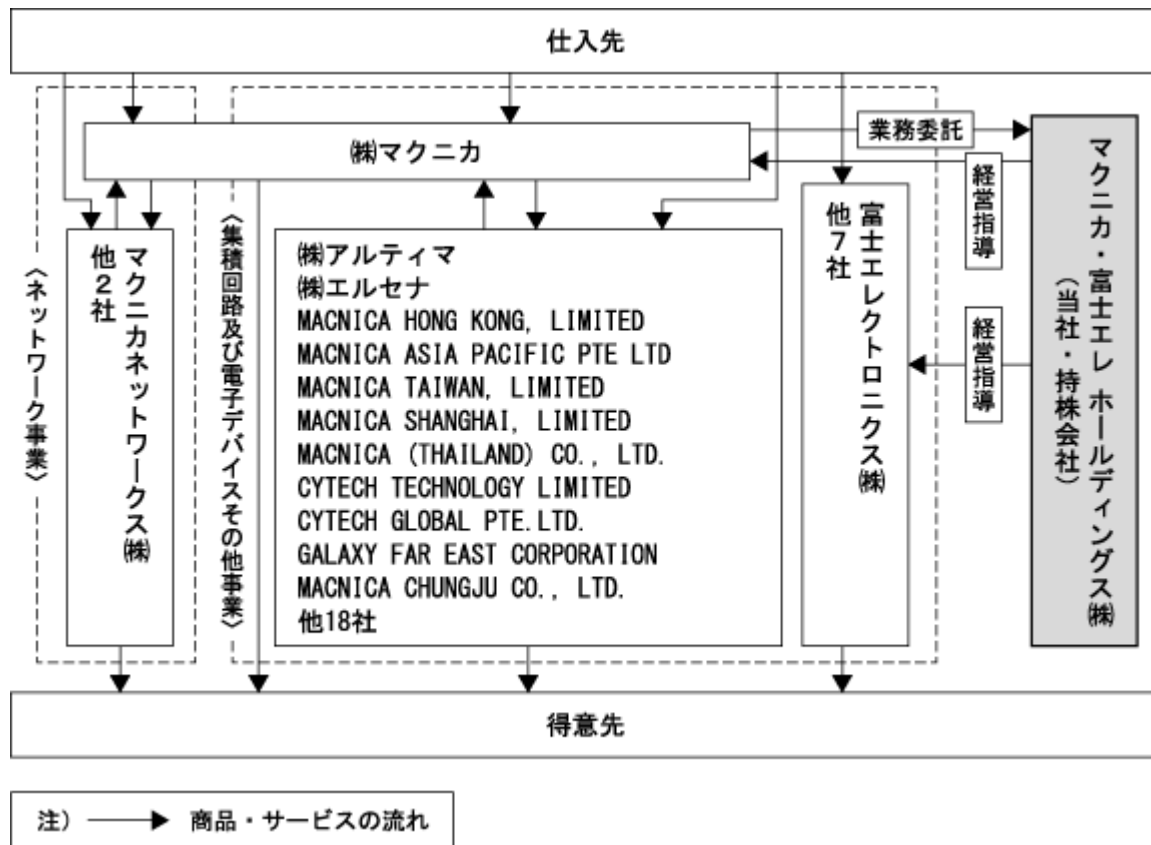 仕入先
㈱マクニカ
業務委託
経営指導
経営指導
マクニカ・富士エレ ホールディングス㈱
（当社・持株会社）
富士エレクトロニクス㈱
他7社
〈ネットワーク事業〉
マクニカネットワークス㈱
他2社
〈集積回路及び電子デバイスその他事業〉
㈱アルティマ
㈱エルセナ
MACNICA HONG KONG, LIMITED
MACNICA ASIA PACIFIC PTE LTD
MACNICA TAIWAN, LIMITED
MACNICA SHANGHAI, LIMITED
MACNICA (THAILAND) CO., LTD.
CYTECH TECHNOLOGY LIMITED
CYTECH GLOBAL PTE.LTD.
GALAXY FAR EAST CORPORATION
MACNICA CHUNGJU CO., LTD.
他18社
得意先
注） 商品・サービスの流れ